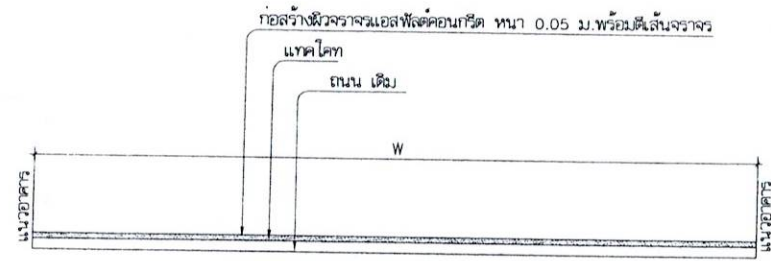 ก่อสร้างผิวจราจรแอสฟัลต์คอนกรีต หนา 0.05 ม.พร้อมตีเส้นจราจร
แทคโคท
ถนน เดิม
W
แนวอาคาร
แนวอาคาร